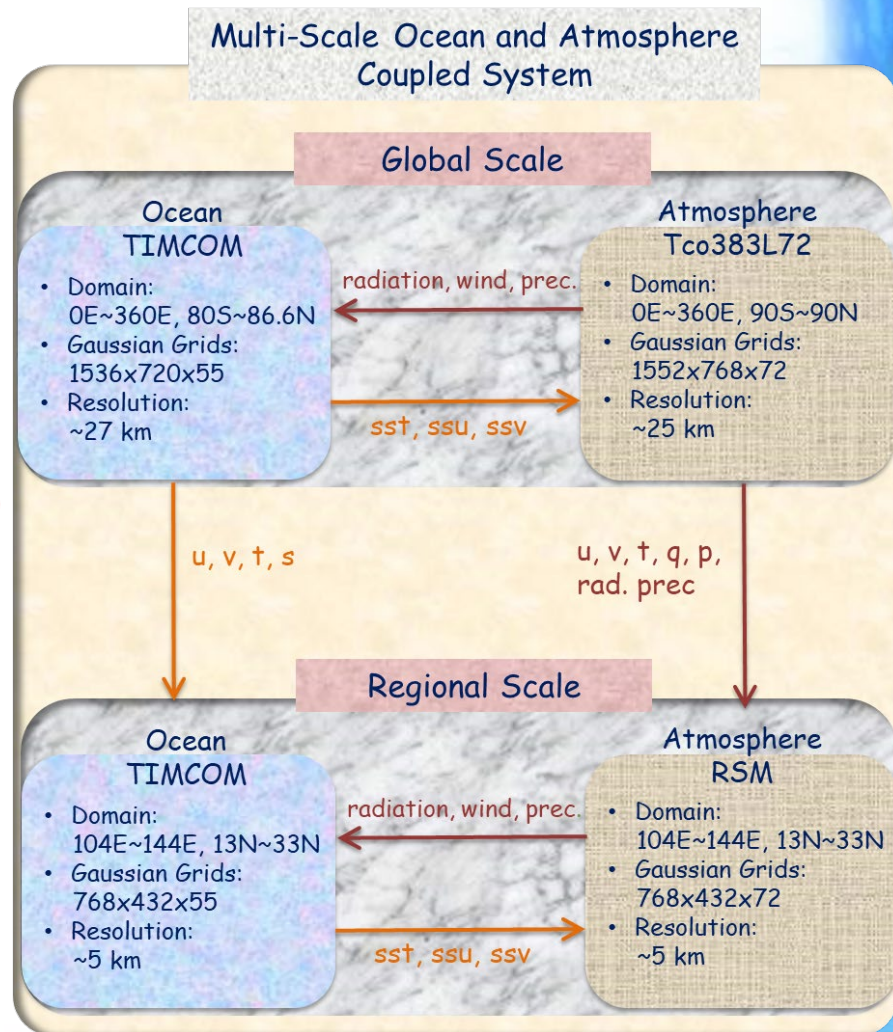 Multi-Scale Ocean and Atmosphere
Coupled System
Global Scale
Ocean
TIMCOM
• Domain:
0E~360E, 80S~86.6N
• Gaussian Grids:
1536x720x55
• Resolution:
~27 km
radiation, wind, prec.
sst, ssu, ssv
Atmosphere
Tco383L72
• Domain:
0E~360E, 90S~90N
• Gaussian Grids:
1552x768x72
• Resolution:
~25 km
u, v, t, s
u, v, t, q, p,
rad. prec
Regional Scale
Ocean
TIMCOM
• Domain:
104E~144E, 13N~33N
• Gaussian Grids:
768x432x55
• Resolution:
~5 km
radiation, wind, prec.
sst, ssu, ssv
Atmosphere
RSM
• Domain:
104E~144E, 13N~33N
• Gaussian Grids:
768x432x72
• Resolution:
~5 km